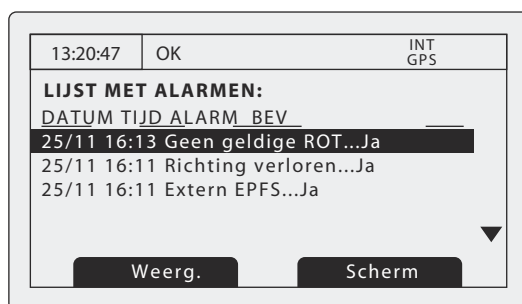 13:20:47 OK INT
GPS
LIJST MET ALARMEN:
DATUM TIJD ALARM BEV
25/11 16:13 Geen geldige ROT...Ja
25/11 16:11 Richting verloren...Ja
25/11 16:11 Extern EPFS...Ja
Weerg. Scherm